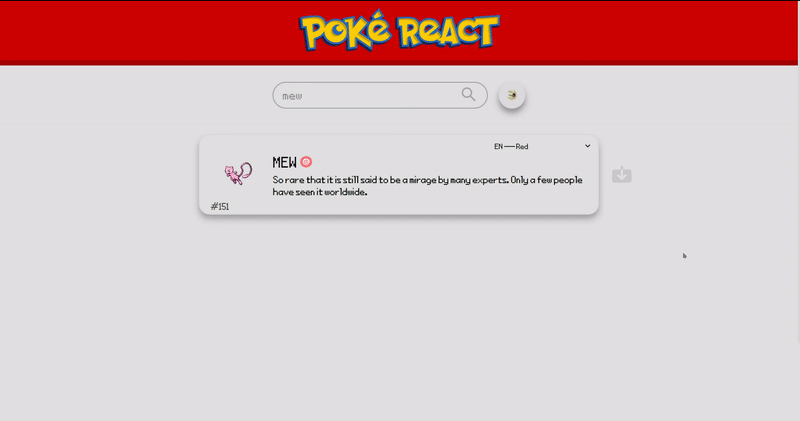 POKÉ REACT
mew
EN──Red
MEW
So rare that it is still said to be a mirage by many experts. Only a few people
have seen it worldwide.
#151